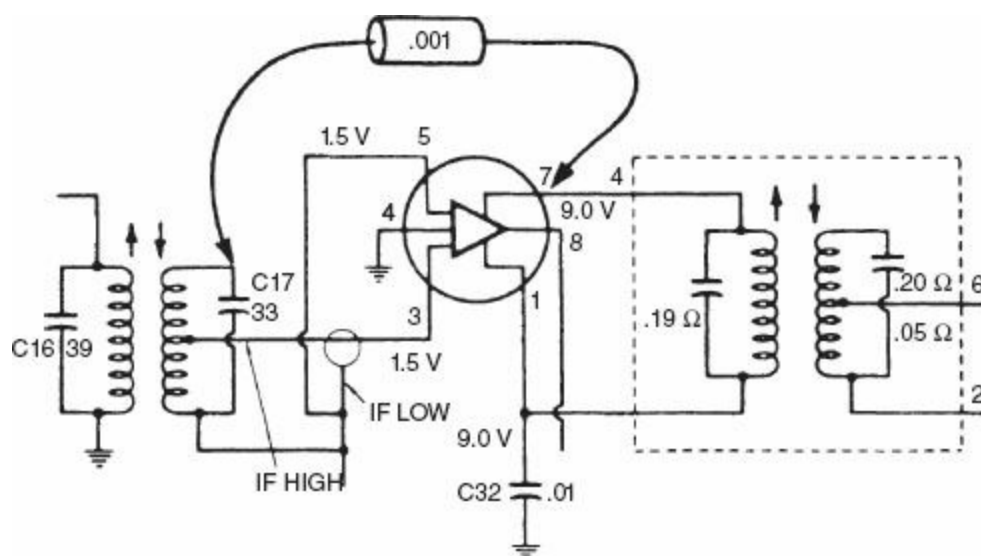 .001
1.5 V
5
7
4
4
9.0 V
8
C17
33
3
1
.20 Ω
6
C16
39
1.5 V
.19 Ω
.05 Ω
IF LOW
2
9.0 V
IF HIGH
C32
.01